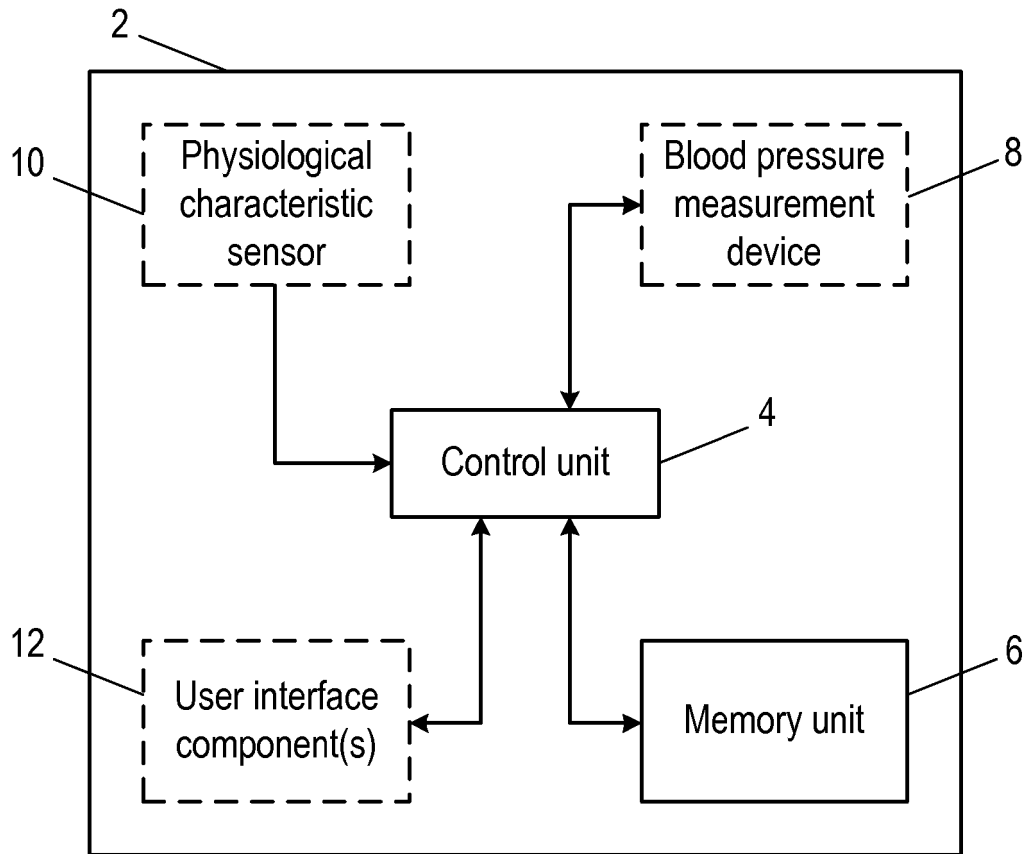 2
10
Physiological
characteristic
sensor
Blood pressure
measurement
device
8
Control unit
4
12
User interface
component(s)
Memory unit
6